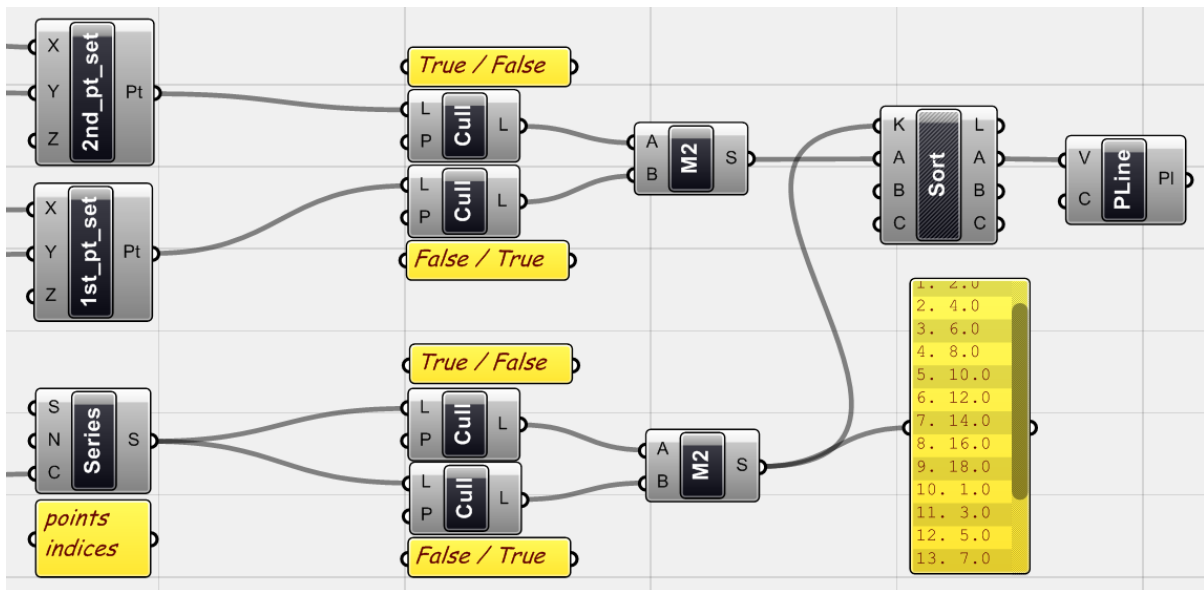 X
Y
Z
2nd_pt_set
Pt
True / False
L
P
Cull
L
L
P
Cull
L
False / True
A
B
M2
S
K
A
B
C
Sort
L
A
B
C
V
C
PLine
Pl
X
Y
Z
1st_pt_set
Pt
S
N
C
Series
S
points
indices
True / False
L
P
Cull
L
L
P
Cull
L
False / True
A
B
M2
S
1. 2.0
2. 4.0
3. 6.0
4. 8.0
5. 10.0
6. 12.0
7. 14.0
8. 16.0
9. 18.0
10. 1.0
11. 3.0
12. 5.0
13. 7.0